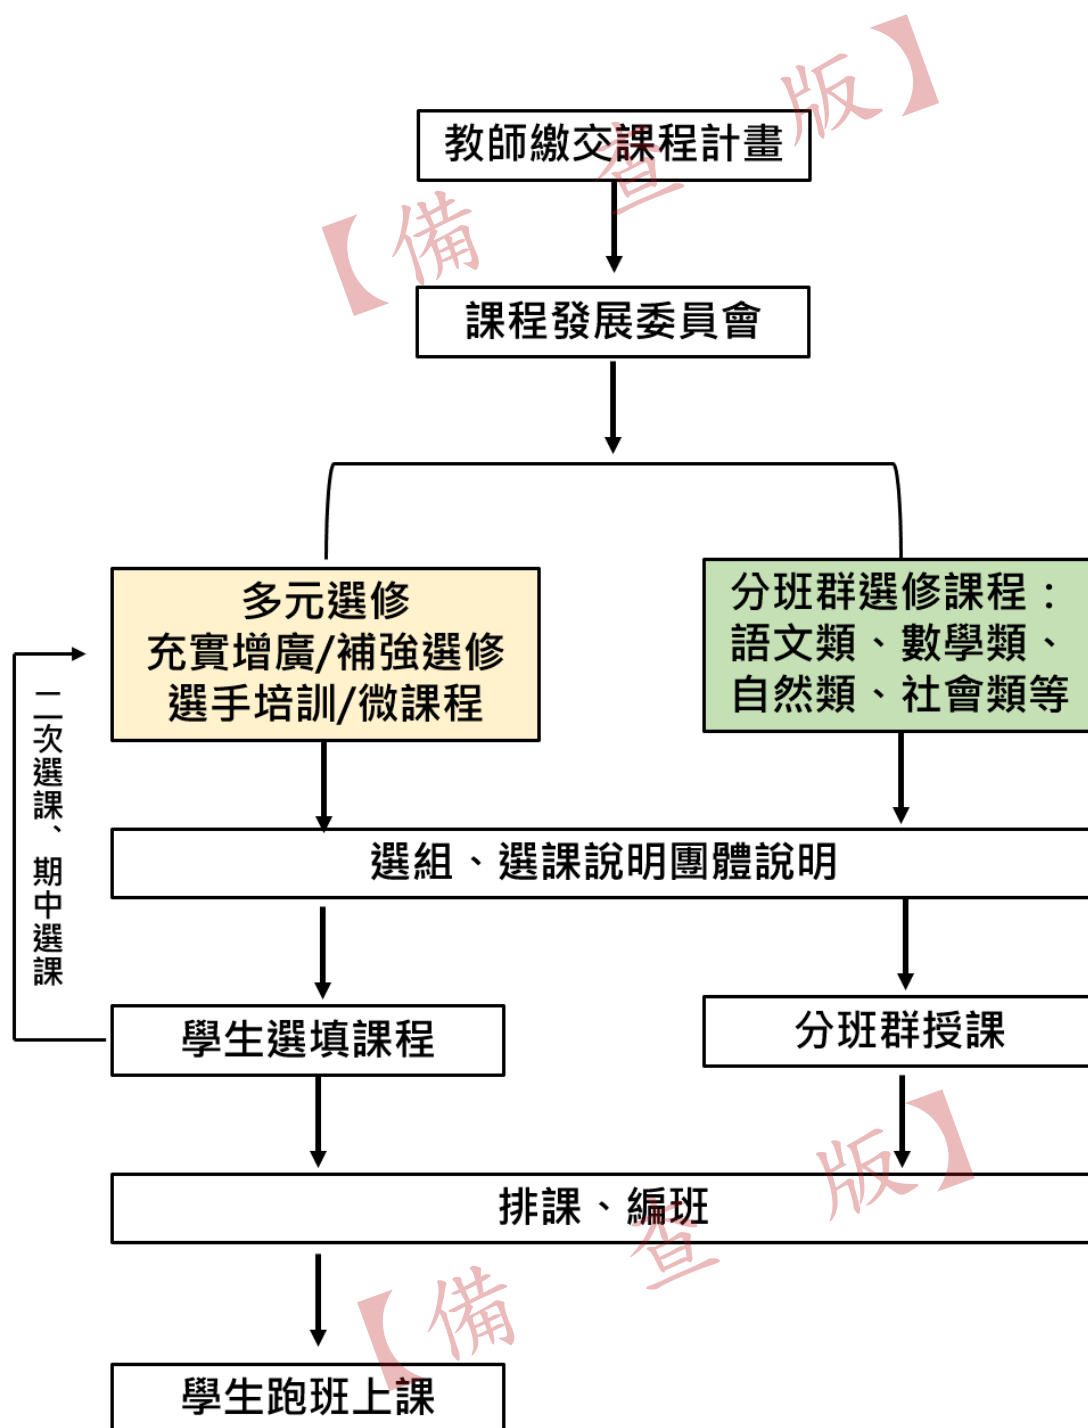 教師繳交課程計畫
課程發展委員會
多元選修
充實增廣/補強選修
選手培訓/微課程
分班群選修課程：
語文類、數學類、
自然類、社會類等
二次選課、期中選課
選組、選課說明團體說明
學生選填課程
分班群授課
排課、編班
學生跑班上課
【備查版】
【備查版】